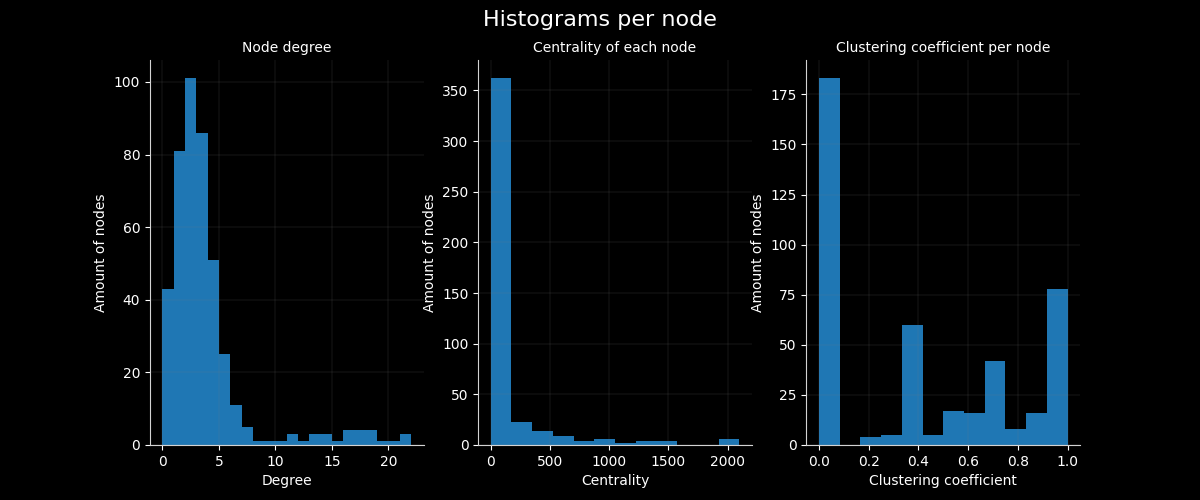 Histograms per node
Node degree
Amount of nodes
100
80
60
40
20
0
0 5 10 15 20
Degree
Centrality of each node
Amount of nodes
350
300
250
200
150
100
50
0
0 500 1000 1500 2000
Centrality
Clustering coefficient per node
Amount of nodes
175
150
125
100
75
50
25
0
0.0 0.2 0.4 0.6 0.8 1.0
Clustering coefficient